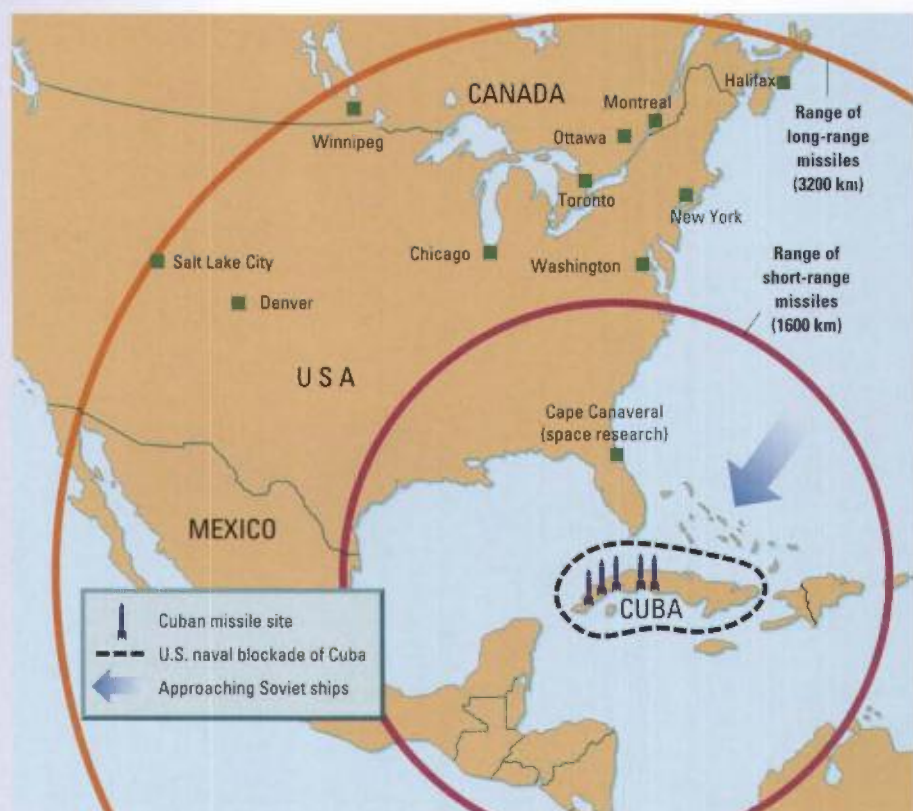 CANADA
Halifax
Montreal
Ottawa
Winnipeg
Toronto
New York
Range of
long-range
missiles
(3200 km)
Salt Lake City
Chicago
Washington
Denver
Range of
short-range
missiles
(1600 km)
USA
Cape Canaveral
(space research)
MEXICO
CUBA
Cuban missile site
U.S. naval blockade of Cuba
Approaching Soviet ships